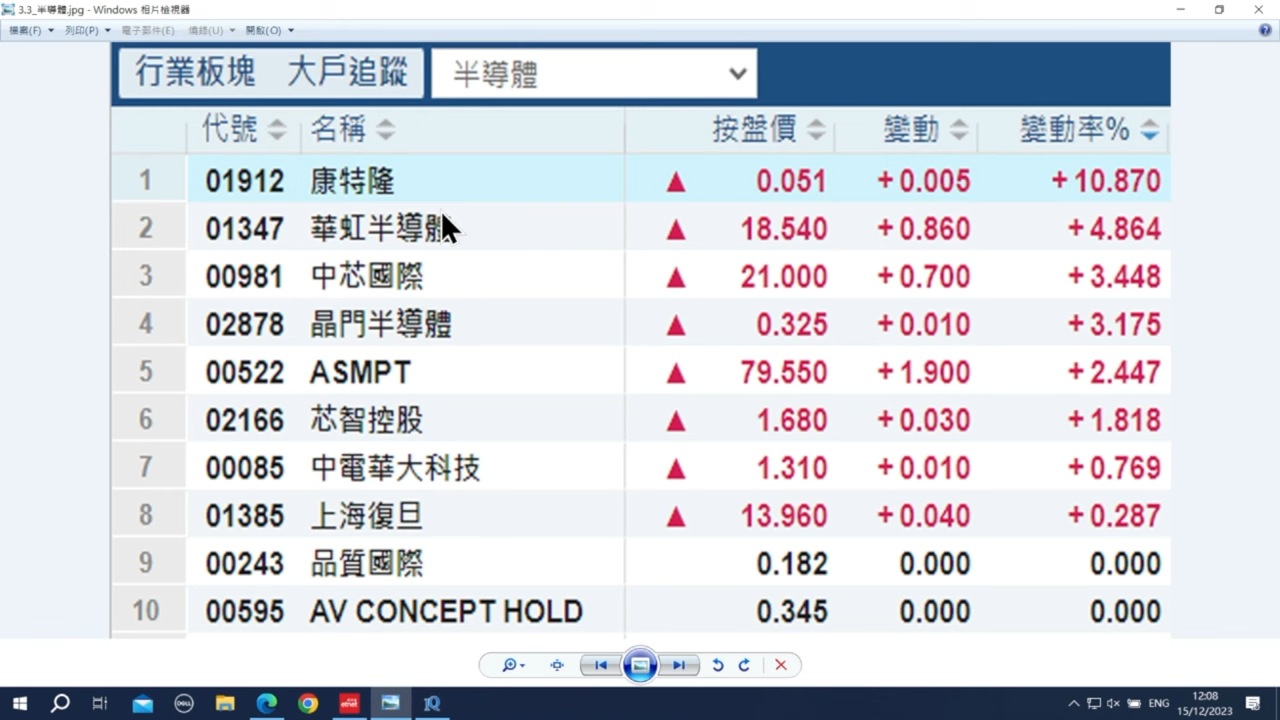 3.3_半導體.jpg - Windows 相片檢視器
檔案(F) 列印(P) 電子郵件(E) 燒錄(U) 開啟(O)
行業板塊 大戶追蹤 半導體
代號 名稱 按盤價 變動 變動率%
1 01912 康特隆 ▲ 0.051 +0.005 +10.870
2 01347 華虹半導體 ▲ 18.540 +0.860 +4.864
3 00981 中芯國際 ▲ 21.000 +0.700 +3.448
4 02878 晶門半導體 ▲ 0.325 +0.010 +3.175
5 00522 ASMPT ▲ 79.550 +1.900 +2.447
6 02166 芯智控股 ▲ 1.680 +0.030 +1.818
7 00085 中電華大科技 ▲ 1.310 +0.010 +0.769
8 01385 上海復旦 ▲ 13.960 +0.040 +0.287
9 00243 品質國際 0.182 0.000 0.000
10 00595 AV CONCEPT HOLD 0.345 0.000 0.000
DELL etnet IQ ENG 12:08
15/12/2023